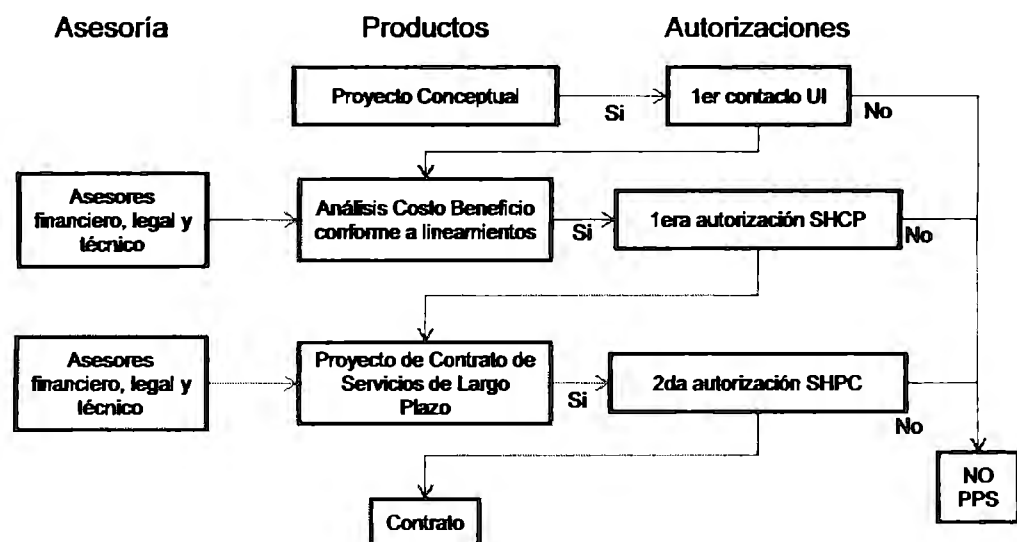 Asesoría Productos Autorizaciones
Proyecto Conceptual
Si
1er contacto UI
No
Asesores
financiero, legal y
técnico
Análisis Costo Beneficio
conforme a lineamientos
Si
1era autorización SHCP
No
Asesores
financiero, legal y
técnico
Proyecto de Contrato de
Servicios de Largo
Plazo
Si
2da autorización SHPC
No
NO
PPS
Contrato